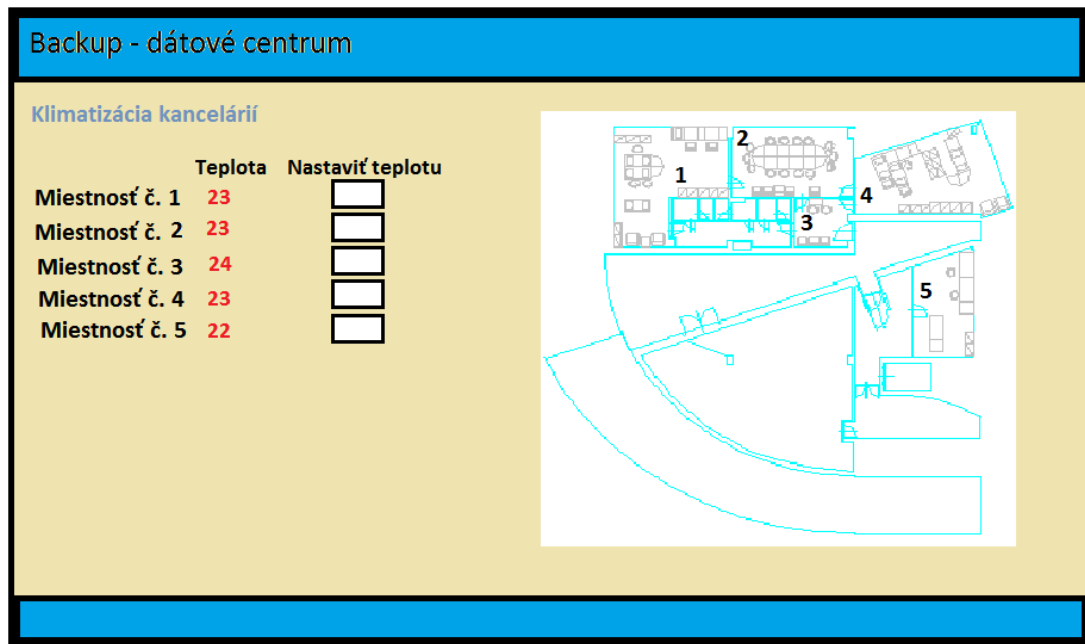 Backup - dátové centrum
Klimatizácia kancelárií
Teplota Nastaviť teplotu
Miestnosť č. 1 23
Miestnosť č. 2 23
Miestnosť č. 3 24
Miestnosť č. 4 23
Miestnosť č. 5 22
2
1
4
3
5